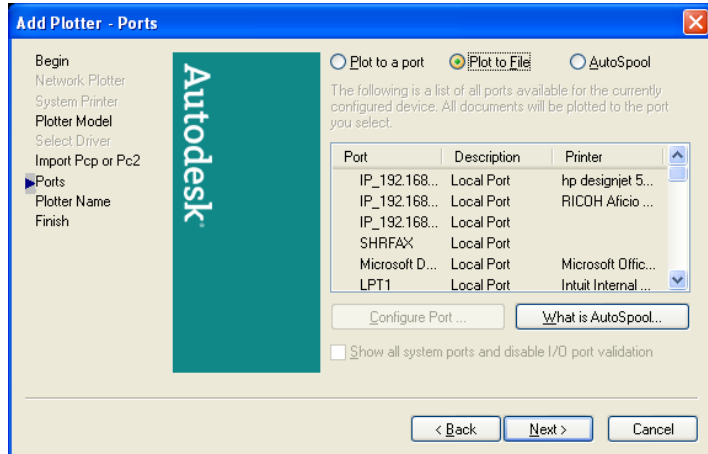 Add Plotter - Ports
Begin
Network Plotter
System Printer
Plotter Model
Select Driver
Import Pcp or Pc2
Ports
Plotter Name
Finish
Autodesk
Plot to a port Plot to File AutoSpool
The following is a list of all ports available for the currently
configured device. All documents will be plotted to the port
you select.
Port Description Printer
IP_192.168... Local Port hp designjet 5...
IP_192.168... Local Port RICOH Aficio ...
IP_192.168... Local Port
SHRFAX Local Port
Microsoft D... Local Port Microsoft Offic...
LPT1 Local Port Intuit Internal ...
Configure Port ... What is AutoSpool...
Show all system ports and disable I/O port validation
< Back Next > Cancel